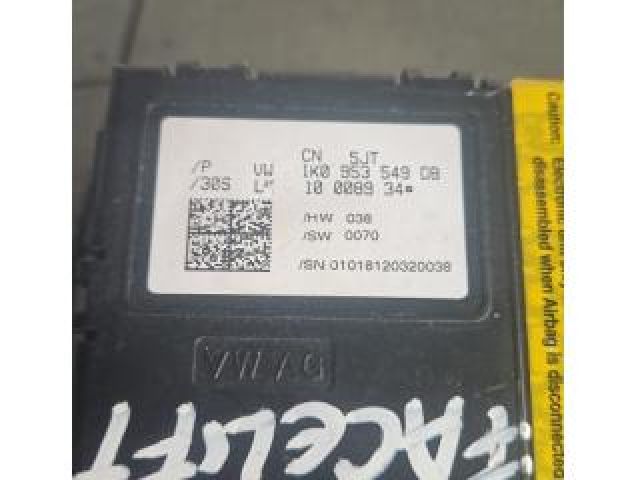 CN 5JT
/P VW 1K0 953 549 DB
/30S 10 0089 34
/HW 036
/SW 0070
/SN 01018120320038
VW AG
FACELIFT
Caution:
disassembled when Airbag is disconnected